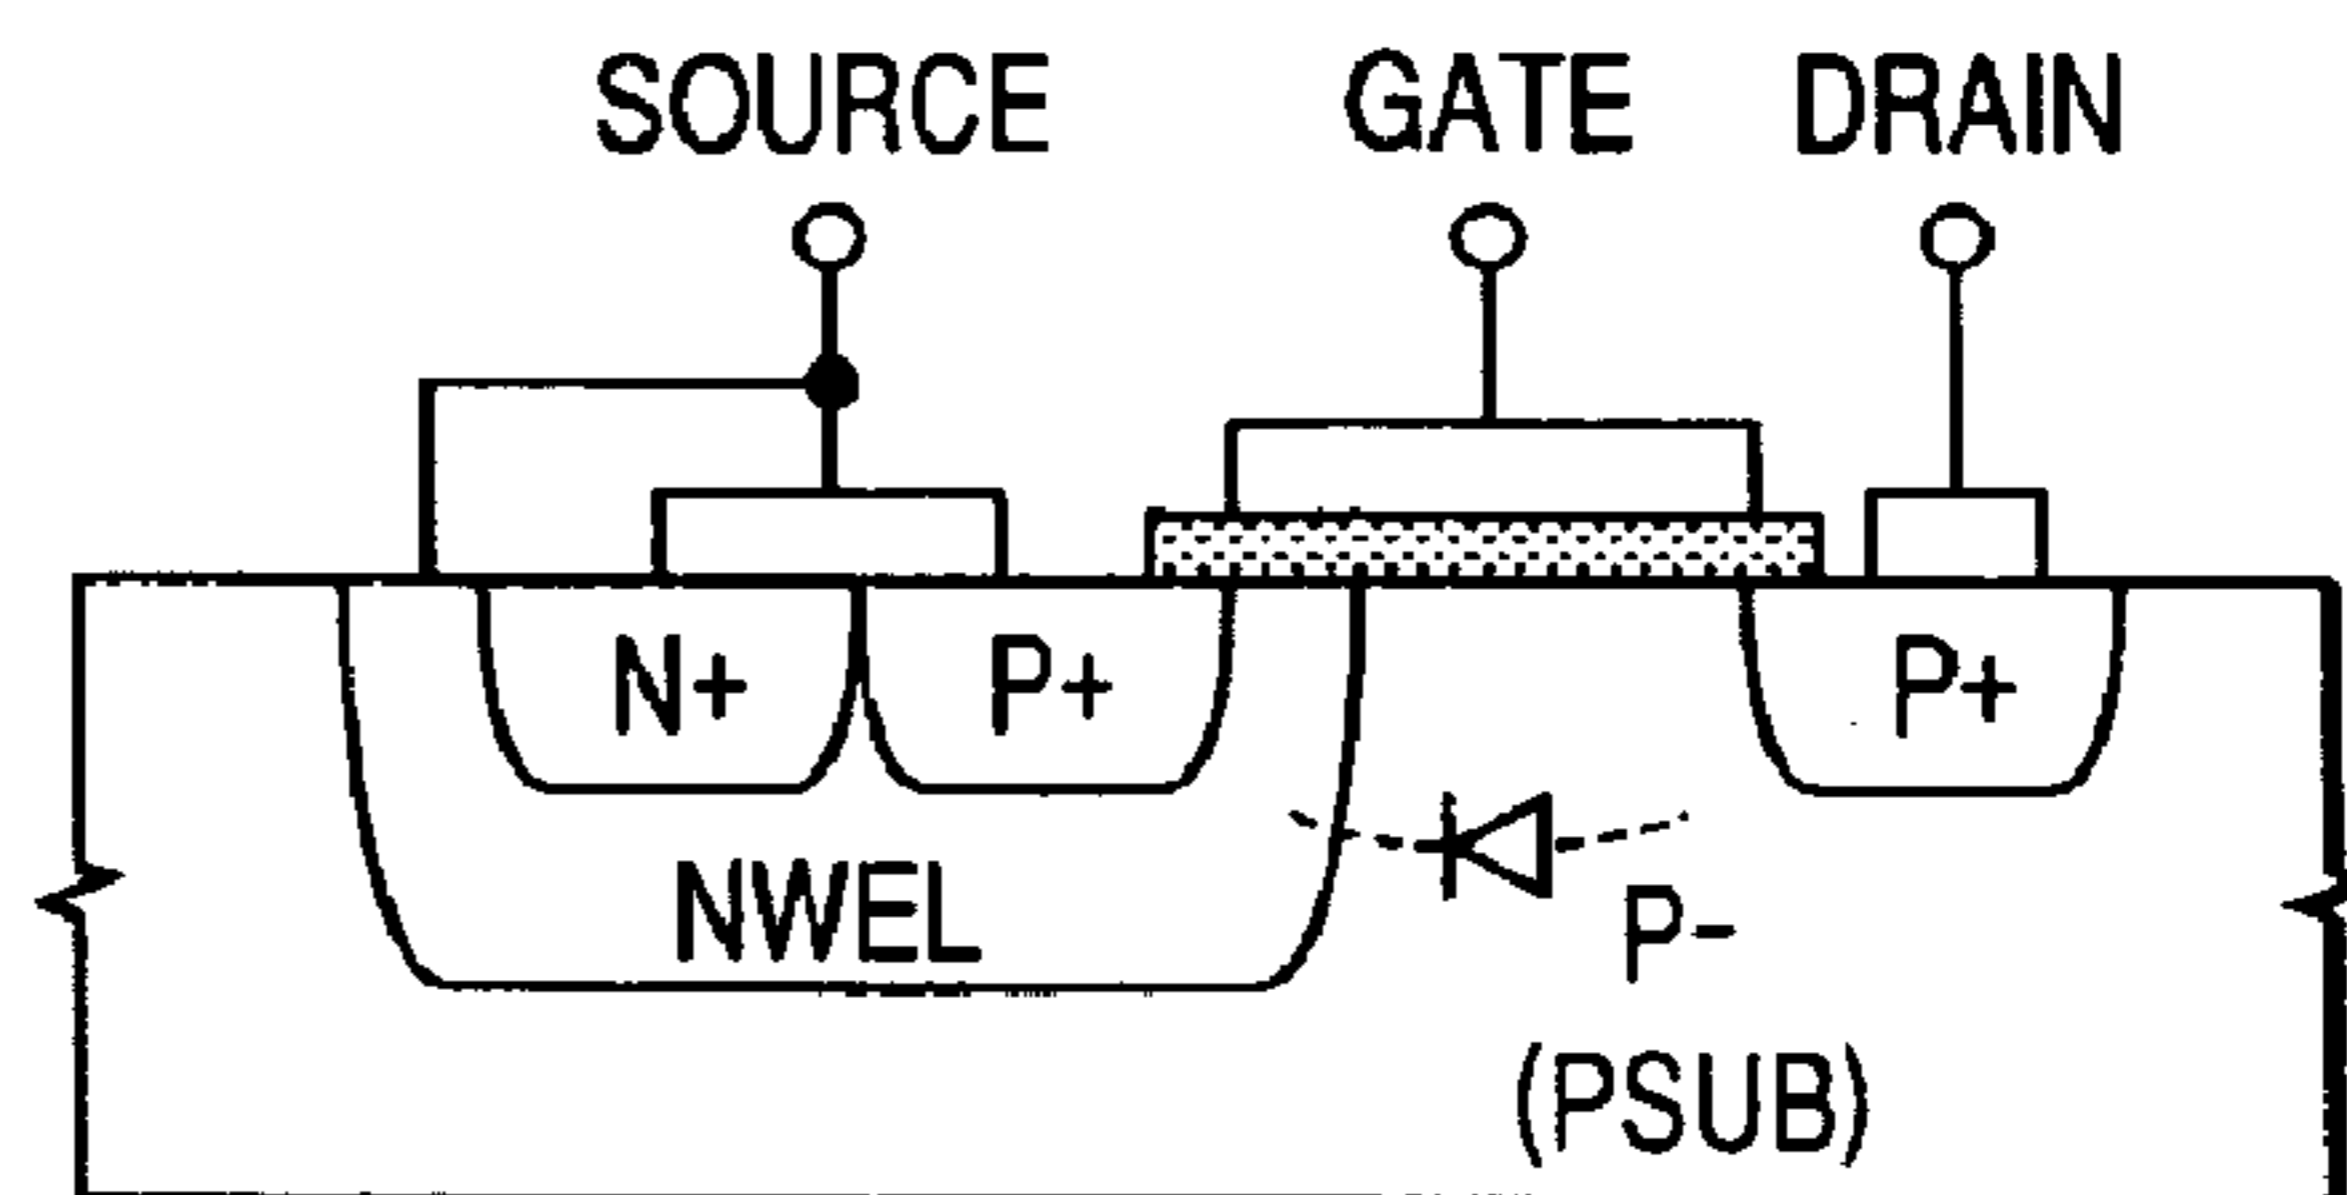 SOURCE GATE DRAIN
N+ P+ P+
NWEL
P-
(PSUB)